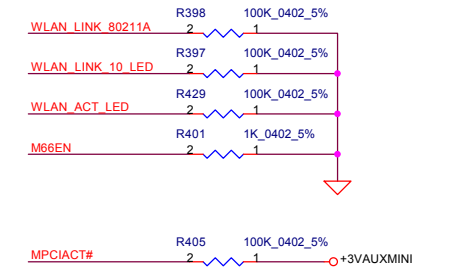 R398 100K_0402_5%
WLAN_LINK_80211A 2 1
R397 100K_0402_5%
WLAN_LINK_10_LED 2 1
R429 100K_0402_5%
WLAN_ACT_LED 2 1
R401 1K_0402_5%
M66EN 2 1
R405 100K_0402_5%
MPCIACT# 2 1 +3VAUXMINI